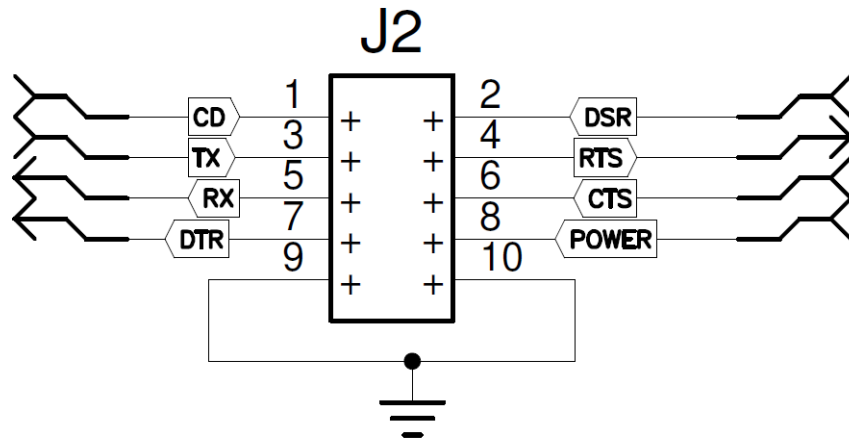 J2
1 2
CD DSR
3 4
TX RTS
5 6
RX CTS
7 8
DTR POWER
9 10